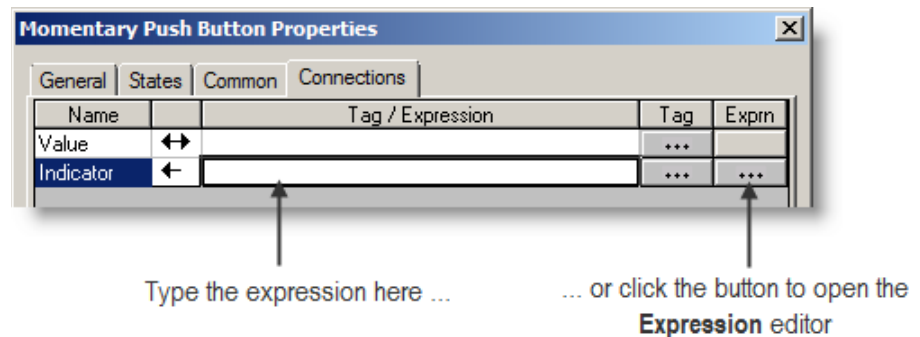 Momentary Push Button Properties
General States Common Connections
Name Tag / Expression Tag Exprn
Value ...
Indicator ... ...
Type the expression here ...
... or click the button to open the
Expression editor